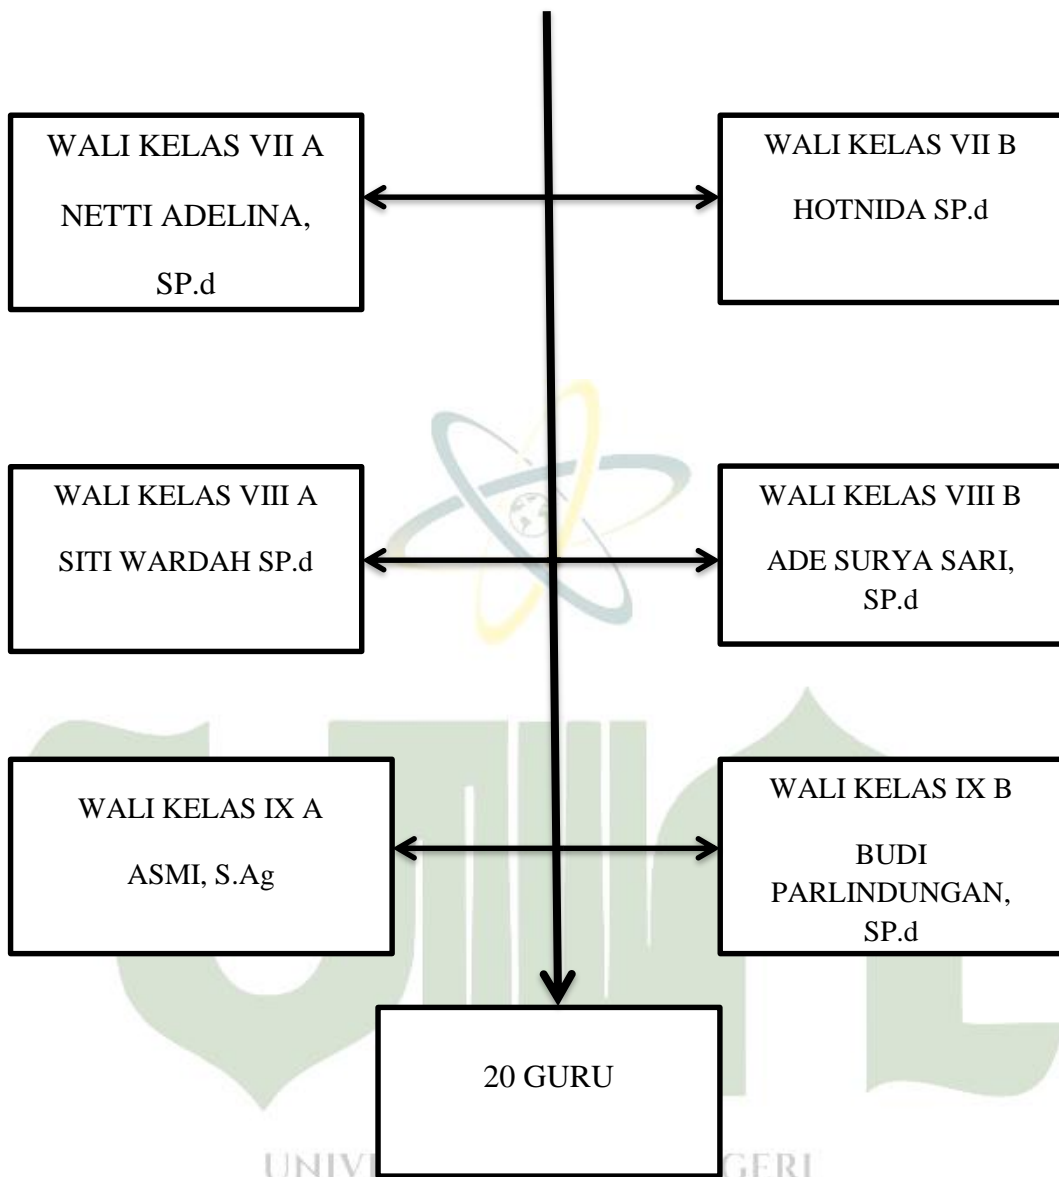 WALI KELAS VII A
NETTI ADELINA,
SP.d
WALI KELAS VII B
HOTNIDA SP.d
WALI KELAS VIII A
SITI WARDAH SP.d
WALI KELAS VIII B
ADE SURYA SARI,
SP.d
WALI KELAS IX A
ASMI, S.Ag
WALI KELAS IX B
BUDI
PARLINDUNGAN,
SP.d
20 GURU